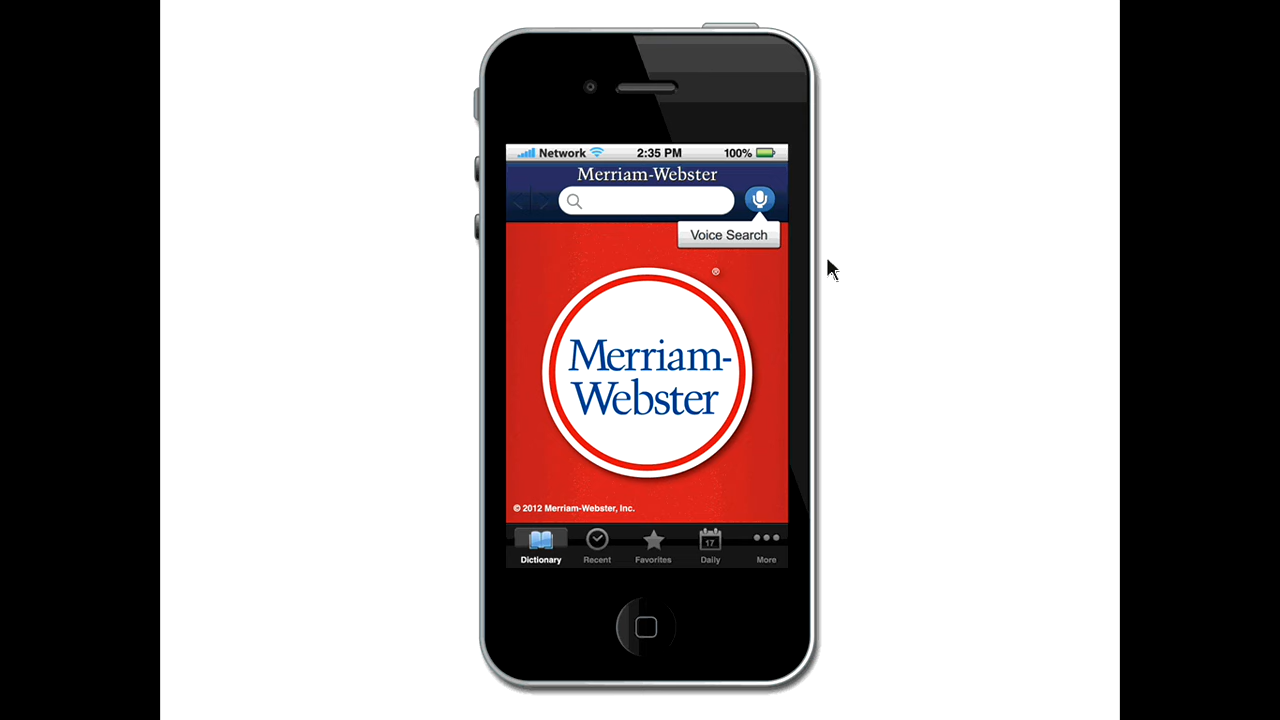 Network 2:35 PM 100%
Merriam-Webster
Voice Search
®
Merriam-
Webster
© 2012 Merriam-Webster, Inc.
17
Dictionary Recent Favorites Daily More